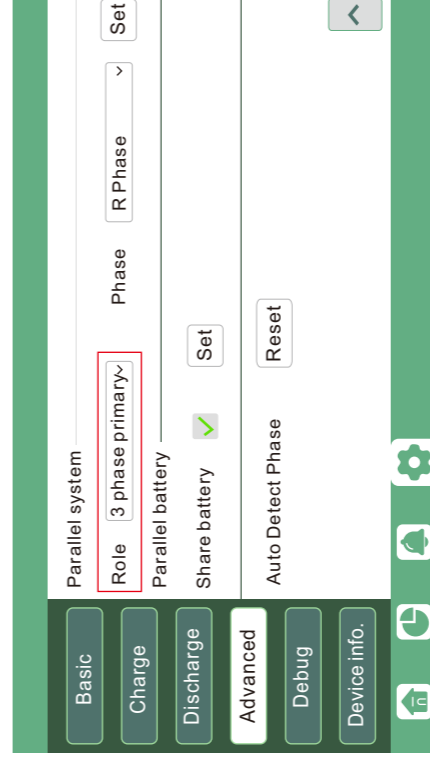 Basic
Charge
Discharge
Advanced
Debug
Device info.
Parallel system
Role 3 phase primary Phase R Phase Set
Parallel battery
Share battery Set
Auto Detect Phase Reset